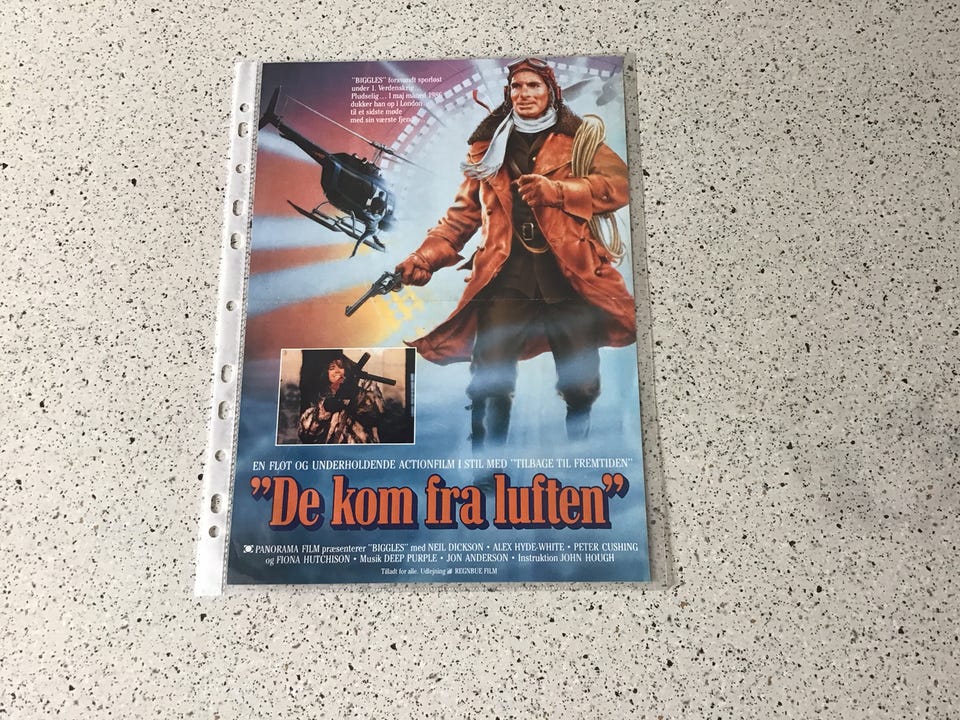 "BIGGLES" forsvandt sporløst
under 1. Verdenskrig...
Pludselig... I maj måned 1986
dukker han op i London
til et sidste møde
med sin værste fjende
EN FLOT OG UNDERHOLDENDE ACTIONFILM I STIL MED "TILBAGE TIL FREMTIDEN"
"De kom fra luften"
PANORAMA FILM præsenterer "BIGGLES" med NEIL DICKSON • ALEX HYDE-WHITE • PETER CUSHING
og FIONA HUTCHISON • Musik DEEP PURPLE • JON ANDERSON • Instruktion JOHN HOUGH
Tilladt for alle. Udlejning REGNBUE FILM